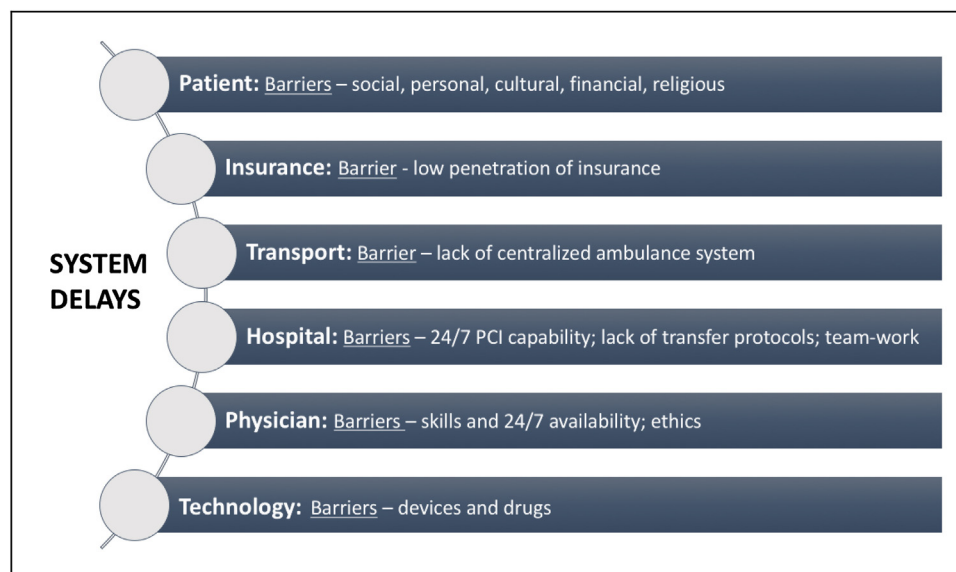 Patient: Barriers – social, personal, cultural, financial, religious
Insurance: Barrier - low penetration of insurance
Transport: Barrier – lack of centralized ambulance system
SYSTEM
DELAYS
Hospital: Barriers – 24/7 PCI capability; lack of transfer protocols; team-work
Physician: Barriers – skills and 24/7 availability; ethics
Technology: Barriers – devices and drugs